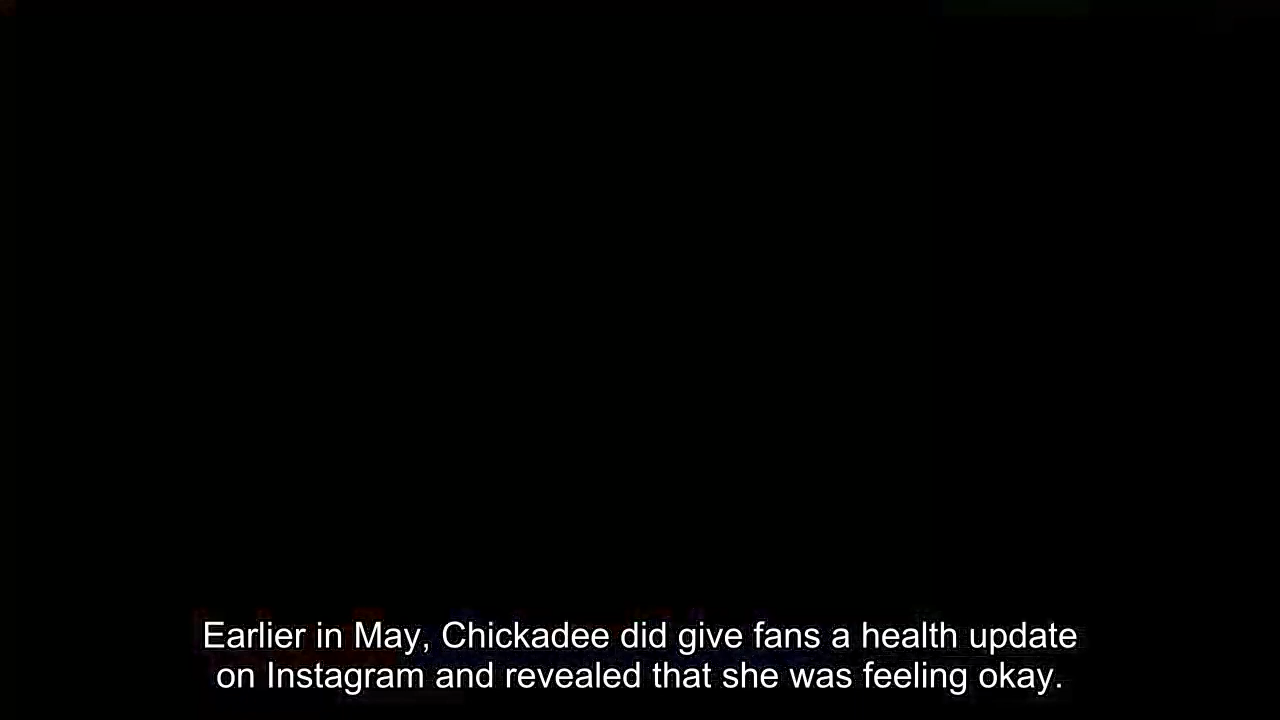 Earlier in May, Chickadee did give fans a health update
on Instagram and revealed that she was feeling okay.